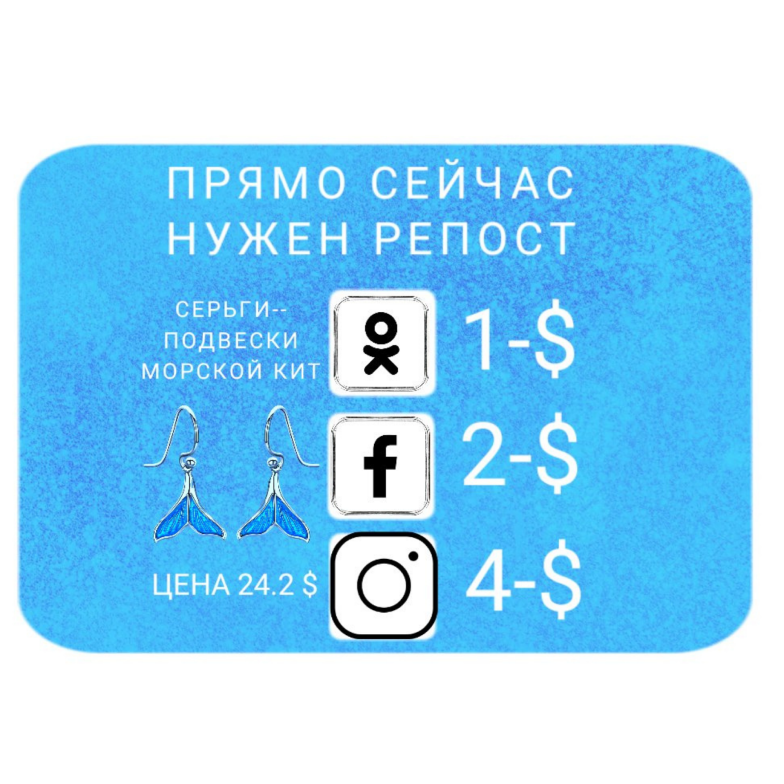 ПРЯМО СЕЙЧАС
НУЖЕН РЕПОСТ
СЕРЬГИ--
ПОДВЕСКИ
МОРСКОЙ КИТ
1-$
2-$
ЦЕНА 24.2 $
4-$